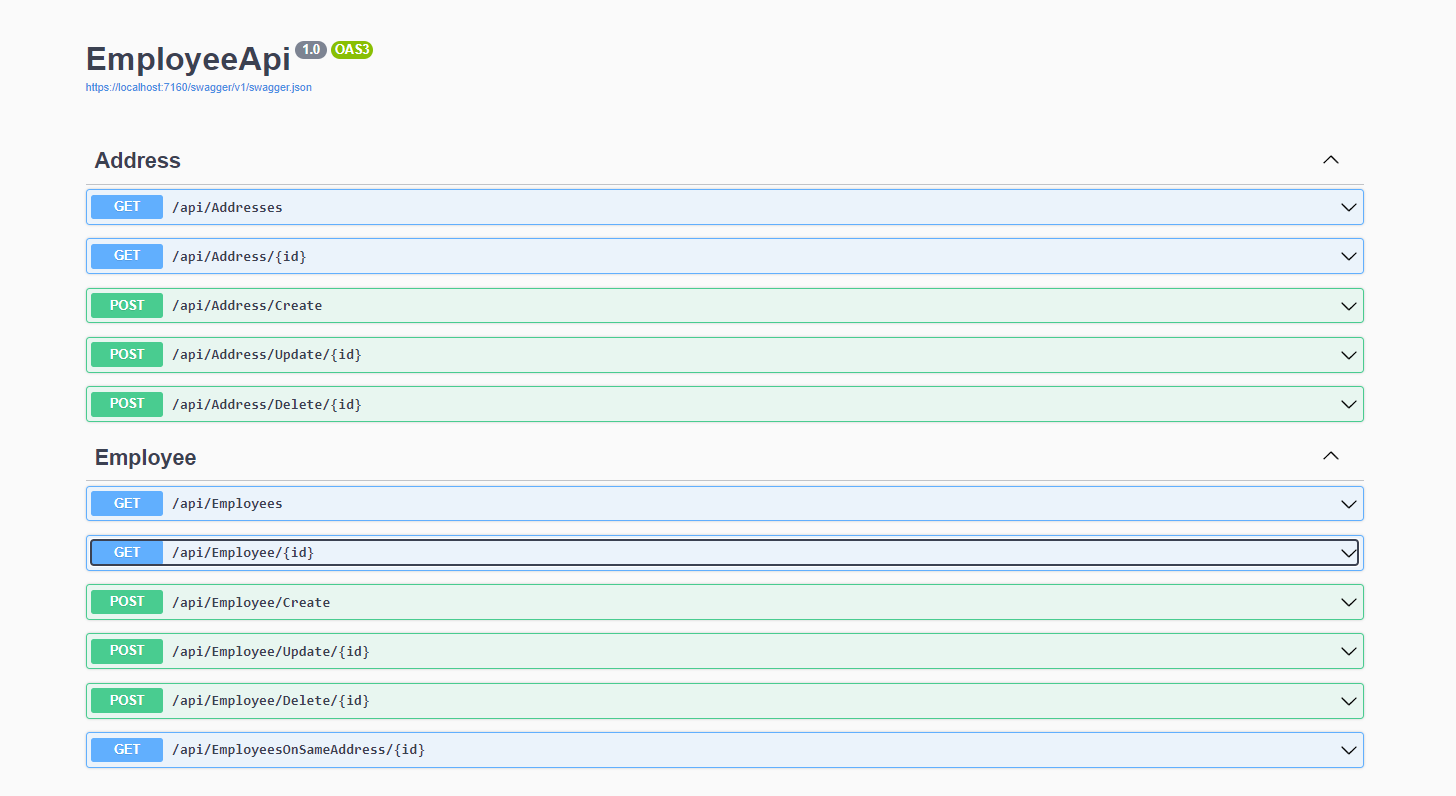 EmployeeApi 1.0 OAS3
https://localhost:7160/swagger/v1/swagger.json
Address
GET /api/Addresses
GET /api/Address/{id}
POST /api/Address/Create
POST /api/Address/Update/{id}
POST /api/Address/Delete/{id}
Employee
GET /api/Employees
GET /api/Employee/{id}
POST /api/Employee/Create
POST /api/Employee/Update/{id}
POST /api/Employee/Delete/{id}
GET /api/EmployeesOnSameAddress/{id}